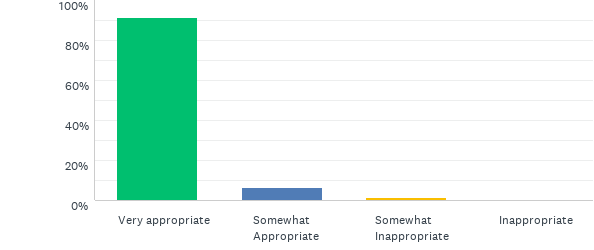 100%
80%
60%
40%
20%
0%
Very appropriate
Somewhat
Appropriate
Somewhat
Inappropriate
Inappropriate